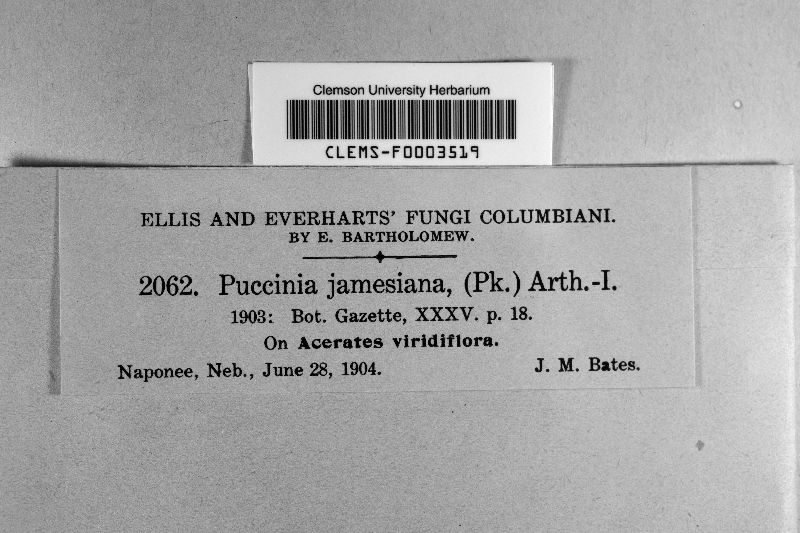 Clemson University Herbarium
CLEMS-F0003519
ELLIS AND EVERHARTS' FUNGI COLUMBIANI.
BY E. BARTHOLOMEW.
2062. Puccinia jamesiana, (Pk.) Arth.-I.
1903: Bot. Gazette, XXXV. p. 18.
On Acerates viridiflora.
Naponee, Neb., June 28, 1904. J. M. Bates.